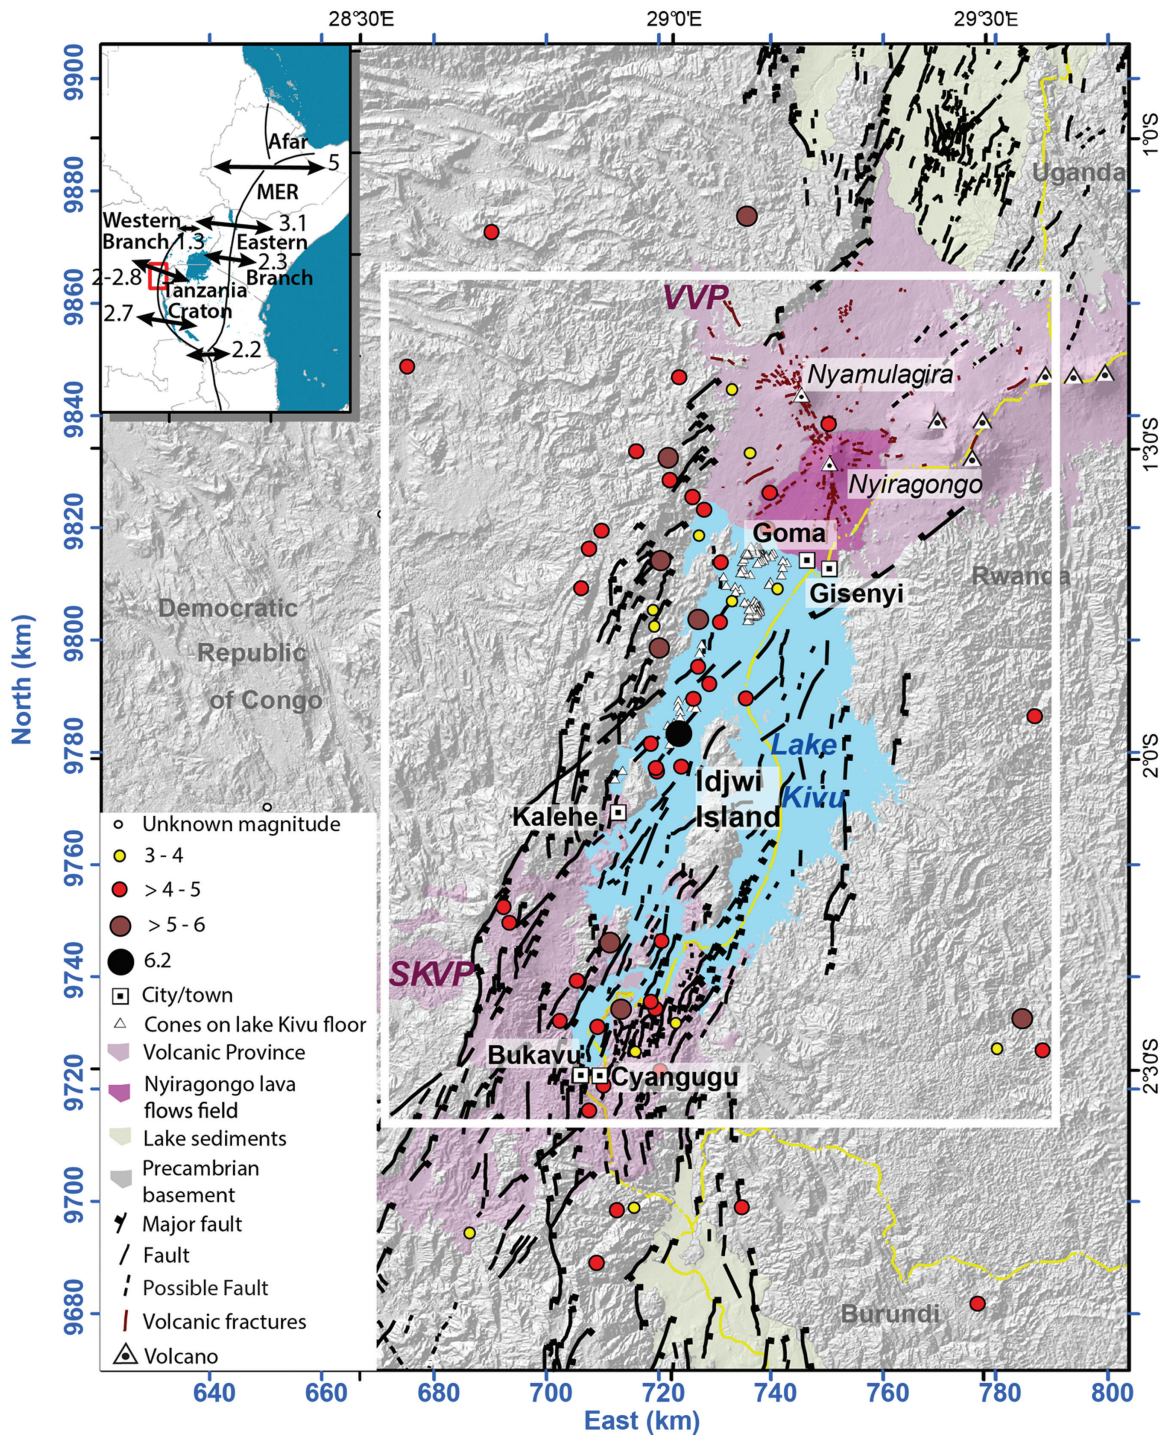 28°30'E
29°0'E
29°30'E
9900
9880
9860
9840
9820
9800
9780
9760
9740
9720
9700
9680
North (km)
1°0'S
1°30'S
2°0'S
2°30'S
Afar
5
MER
Western
Branch
1.3
3.1
Eastern
Branch
2.3
2-2.8
Tanzania
Craton
2.7
2.2
Uganda
VVP
Nyamulagira
Nyiragongo
Goma
Gisenyi
Rwanda
Democratic
Republic
of Congo
Lake
Kivu
Idjwi
Island
Kalehe
SKVP
Bukavu
Cyangugu
Burundi
Unknown magnitude
3 - 4
> 4 - 5
> 5 - 6
6.2
City/town
Cones on lake Kivu floor
Volcanic Province
Nyiragongo lava
flows field
Lake sediments
Precambrian
basement
Major fault
Fault
Possible Fault
Volcanic fractures
Volcano
640
660
680
700
720
740
760
780
800
East (km)